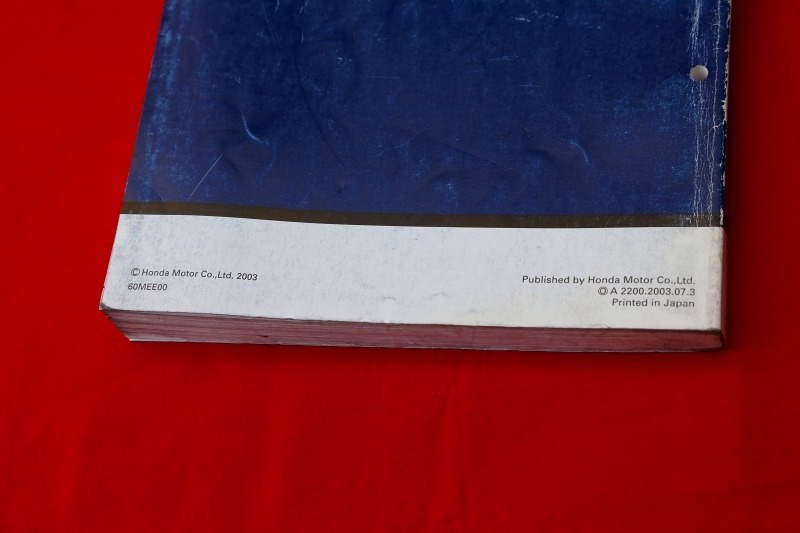 © Honda Motor Co.,Ltd. 2003
60MEE00
Published by Honda Motor Co.,Ltd.
© A 2200.2003.07.3
Printed in Japan